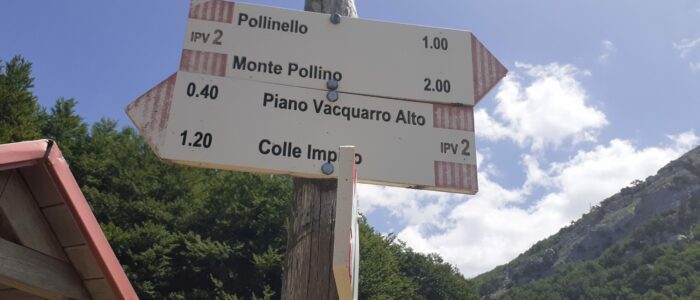 Pollinello 1.00
IPV 2
Monte Pollino 2.00
0.40 Piano Vacquarro Alto
IPV 2
1.20 Colle